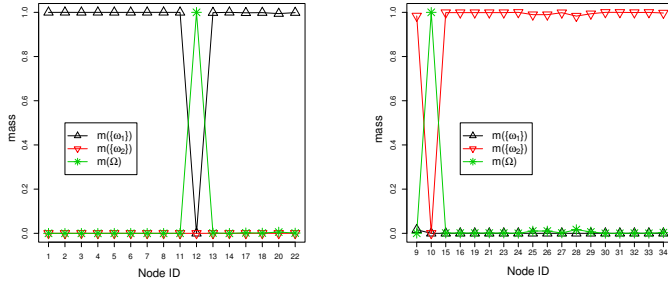 mass
1.0
0.8
0.6
0.4
0.2
0.0
m({ω₁})
m({ω₂})
m(Ω)
1 2 3 4 5 6 7 8 11 12 13 14 17 18 20 22
Node ID
mass
1.0
0.8
0.6
0.4
0.2
0.0
m({ω₁})
m({ω₂})
m(Ω)
9 10 15 16 19 21 23 24 25 26 27 28 29 30 31 32 33 34
Node ID